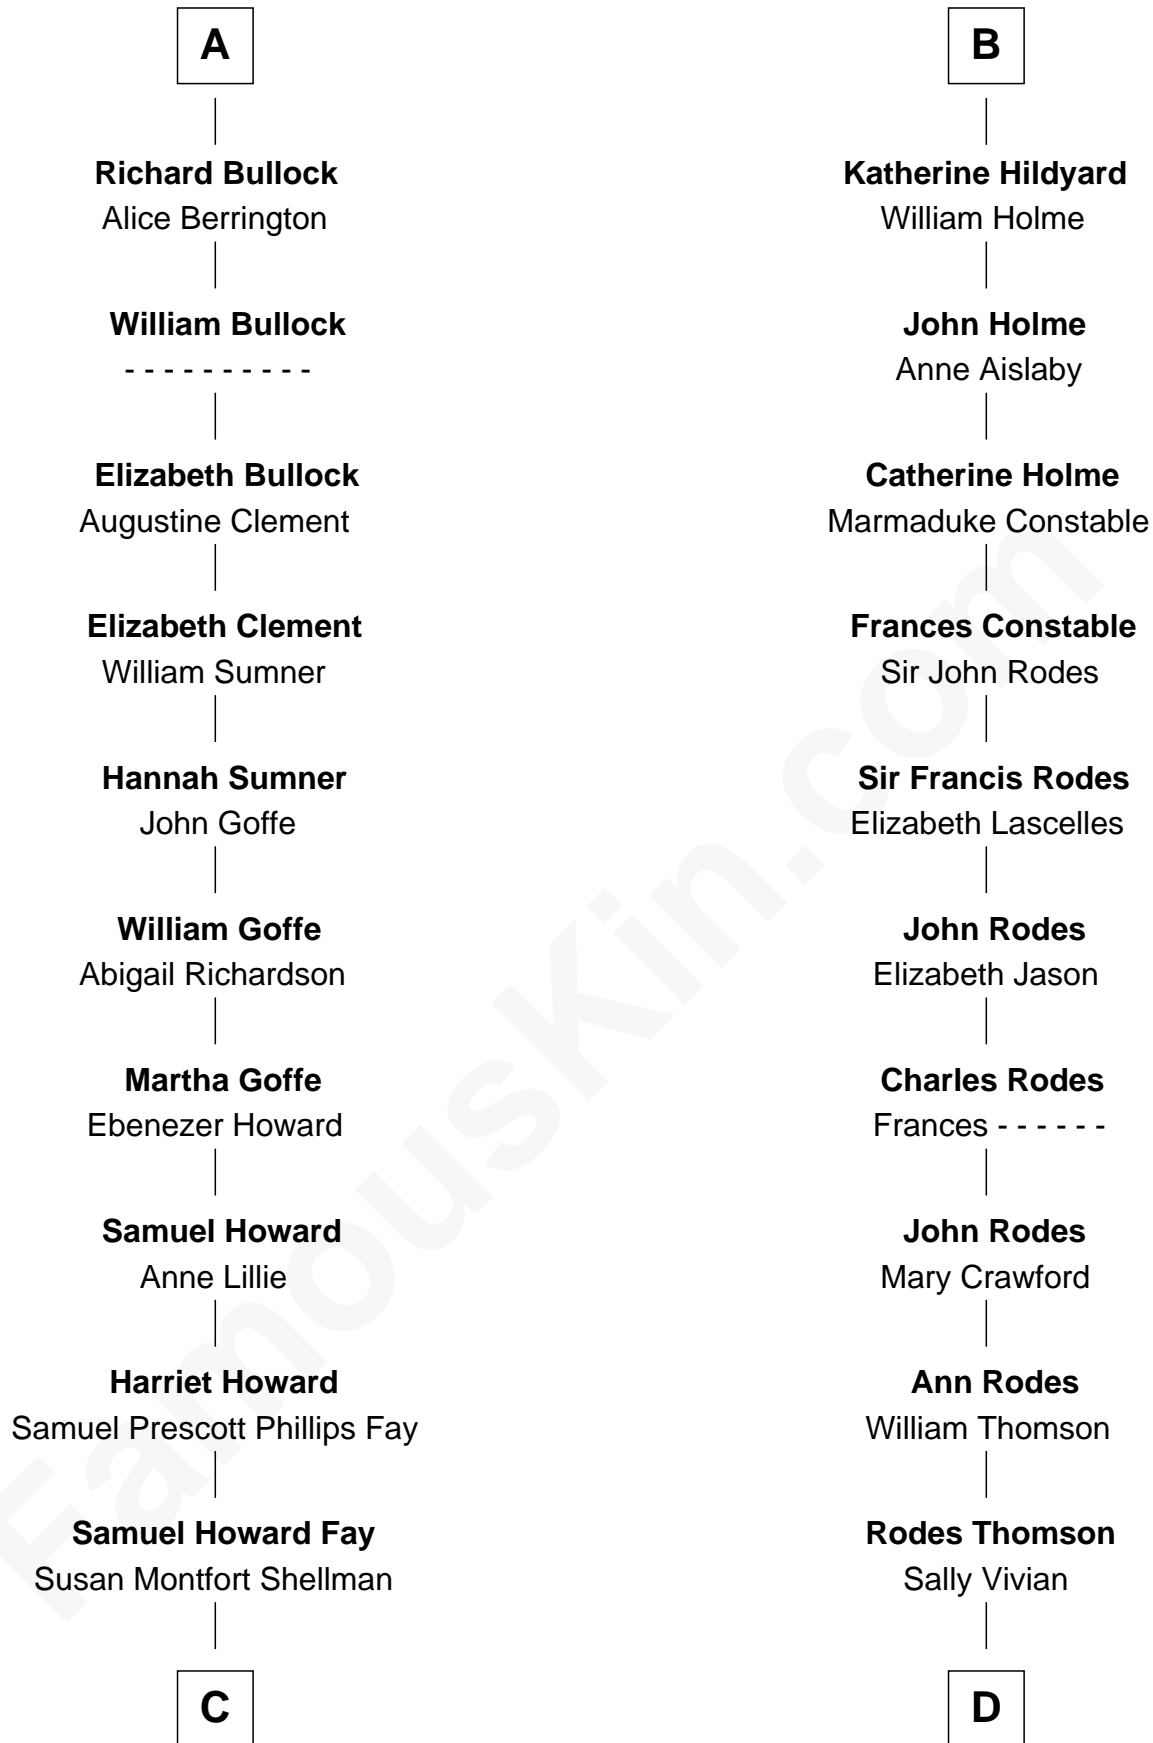 A
Richard Bullock
Alice Berrington
William Bullock
- - - - - - - - - -
Elizabeth Bullock
Augustine Clement
Elizabeth Clement
William Sumner
Hannah Sumner
John Goffe
William Goffe
Abigail Richardson
Martha Goffe
Ebenezer Howard
Samuel Howard
Anne Lillie
Harriet Howard
Samuel Prescott Phillips Fay
Samuel Howard Fay
Susan Montfort Shellman
C
B
Katherine Hildyard
William Holme
John Holme
Anne Aislaby
Catherine Holme
Marmaduke Constable
Frances Constable
Sir John Rodes
Sir Francis Rodes
Elizabeth Lascelles
John Rodes
Elizabeth Jason
Charles Rodes
Frances - - - - - -
John Rodes
Mary Crawford
Ann Rodes
William Thomson
Rodes Thomson
Sally Vivian
D
FamousKin.com